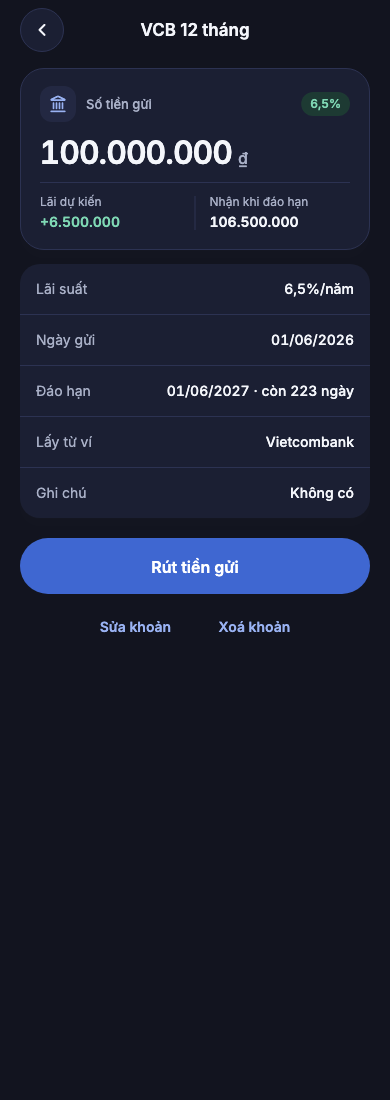 VCB 12 tháng
Số tiền gửi
6,5%
100.000.000 đ
Lãi dự kiến
+6.500.000
Nhận khi đáo hạn
106.500.000
Lãi suất
6,5%/năm
Ngày gửi
01/06/2026
Đáo hạn
01/06/2027 · còn 223 ngày
Lấy từ ví
Vietcombank
Ghi chú
Không có
Rút tiền gửi
Sửa khoản
Xoá khoản